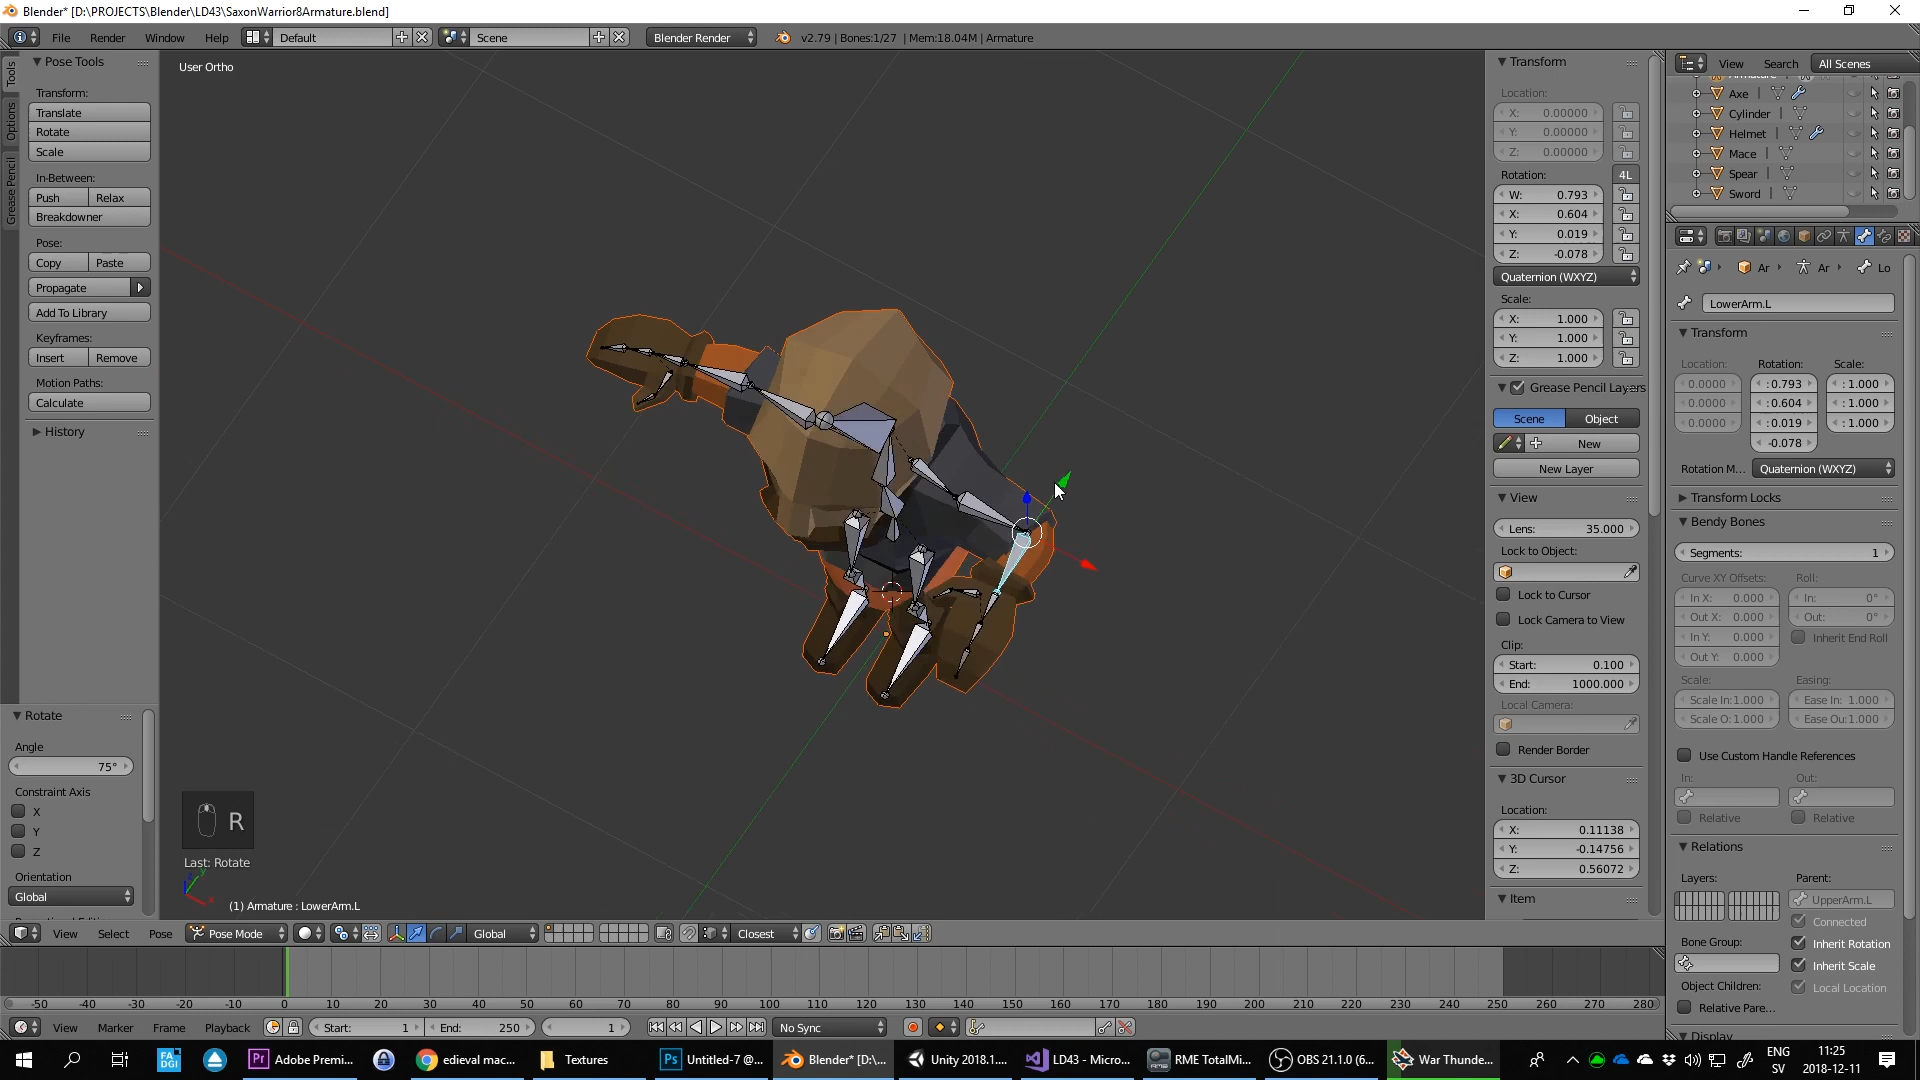 Blender* [D:\PROJECTS\Blender\LD43\SaxonWarrior8Armature.blend]
File Render Window Help Default Scene Blender Render v2.79 | Bones:1/27 | Mem:18.04M | Armature
Tools
Options
Grease Pencil
Pose Tools
Transform:
Translate
Rotate
Scale
In-Between:
Push Relax
Breakdowner
Pose:
Copy Paste
Propagate
Add To Library
Keyframes:
Insert Remove
Motion Paths:
Calculate
History
Rotate
Angle
75°
Constraint Axis
X
Y
Z
Orientation
Global
User Ortho
R
Last: Rotate
(1) Armature : LowerArm.L
Transform
Location:
X: 0.00000
Y: 0.00000
Z: 0.00000
Rotation: 4L
W: 0.793
X: 0.604
Y: 0.019
Z: -0.078
Quaternion (WXYZ)
Scale:
X: 1.000
Y: 1.000
Z: 1.000
Grease Pencil Layers
Scene Object
New
New Layer
View
Lens: 35.000
Lock to Object:
Lock to Cursor
Lock Camera to View
Clip:
Start: 0.100
End: 1000.000
Local Camera:
Render Border
3D Cursor
Location:
X: 0.11138
Y: -0.14756
Z: 0.56072
Item
View Search All Scenes
Axe
Cylinder
Helmet
Mace
Spear
Sword
Ar Ar Lo
LowerArm.L
Transform
Location: Rotation: Scale:
0.0000 :0.793 : 1.000
0.0000 :0.604 : 1.000
0.0000 :0.019 : 1.000
-0.078
Rotation M... Quaternion (WXYZ)
Transform Locks
Bendy Bones
Segments: 1
Curve XY Offsets: Roll:
In X: 0.000 In: 0°
Out X: 0.000 Out: 0°
In Y: 0.000 Inherit End Roll
Out Y: 0.000
Scale: Easing:
Scale In:1.000 Ease In: 1.000
Scale O:1.000 Ease Ou:1.000
Use Custom Handle References
In: Out:
Relative Relative
Relations
Layers: Parent:
UpperArm.L
Connected
Bone Group: Inherit Rotation
Inherit Scale
Object Children: Local Location
Relative Pare...
Display
View Select Pose Pose Mode Global Closest
-50 -40 -30 -20 -10 0 10 20 30 40 50 60 70 80 90 100 110 120 130 140 150 160 170 180 190 200 210 220 230 240 250 260 270 280
View Marker Frame Playback Start: 1 End: 250 1 No Sync
FA DGI Adobe Premi... edieval mac... Textures Untitled-7 @... Blender* [D:\... Unity 2018.1.... LD43 - Micro... RME TotalMi... OBS 21.1.0 (6... War Thunde... ENG SV 11:25 2018-12-11